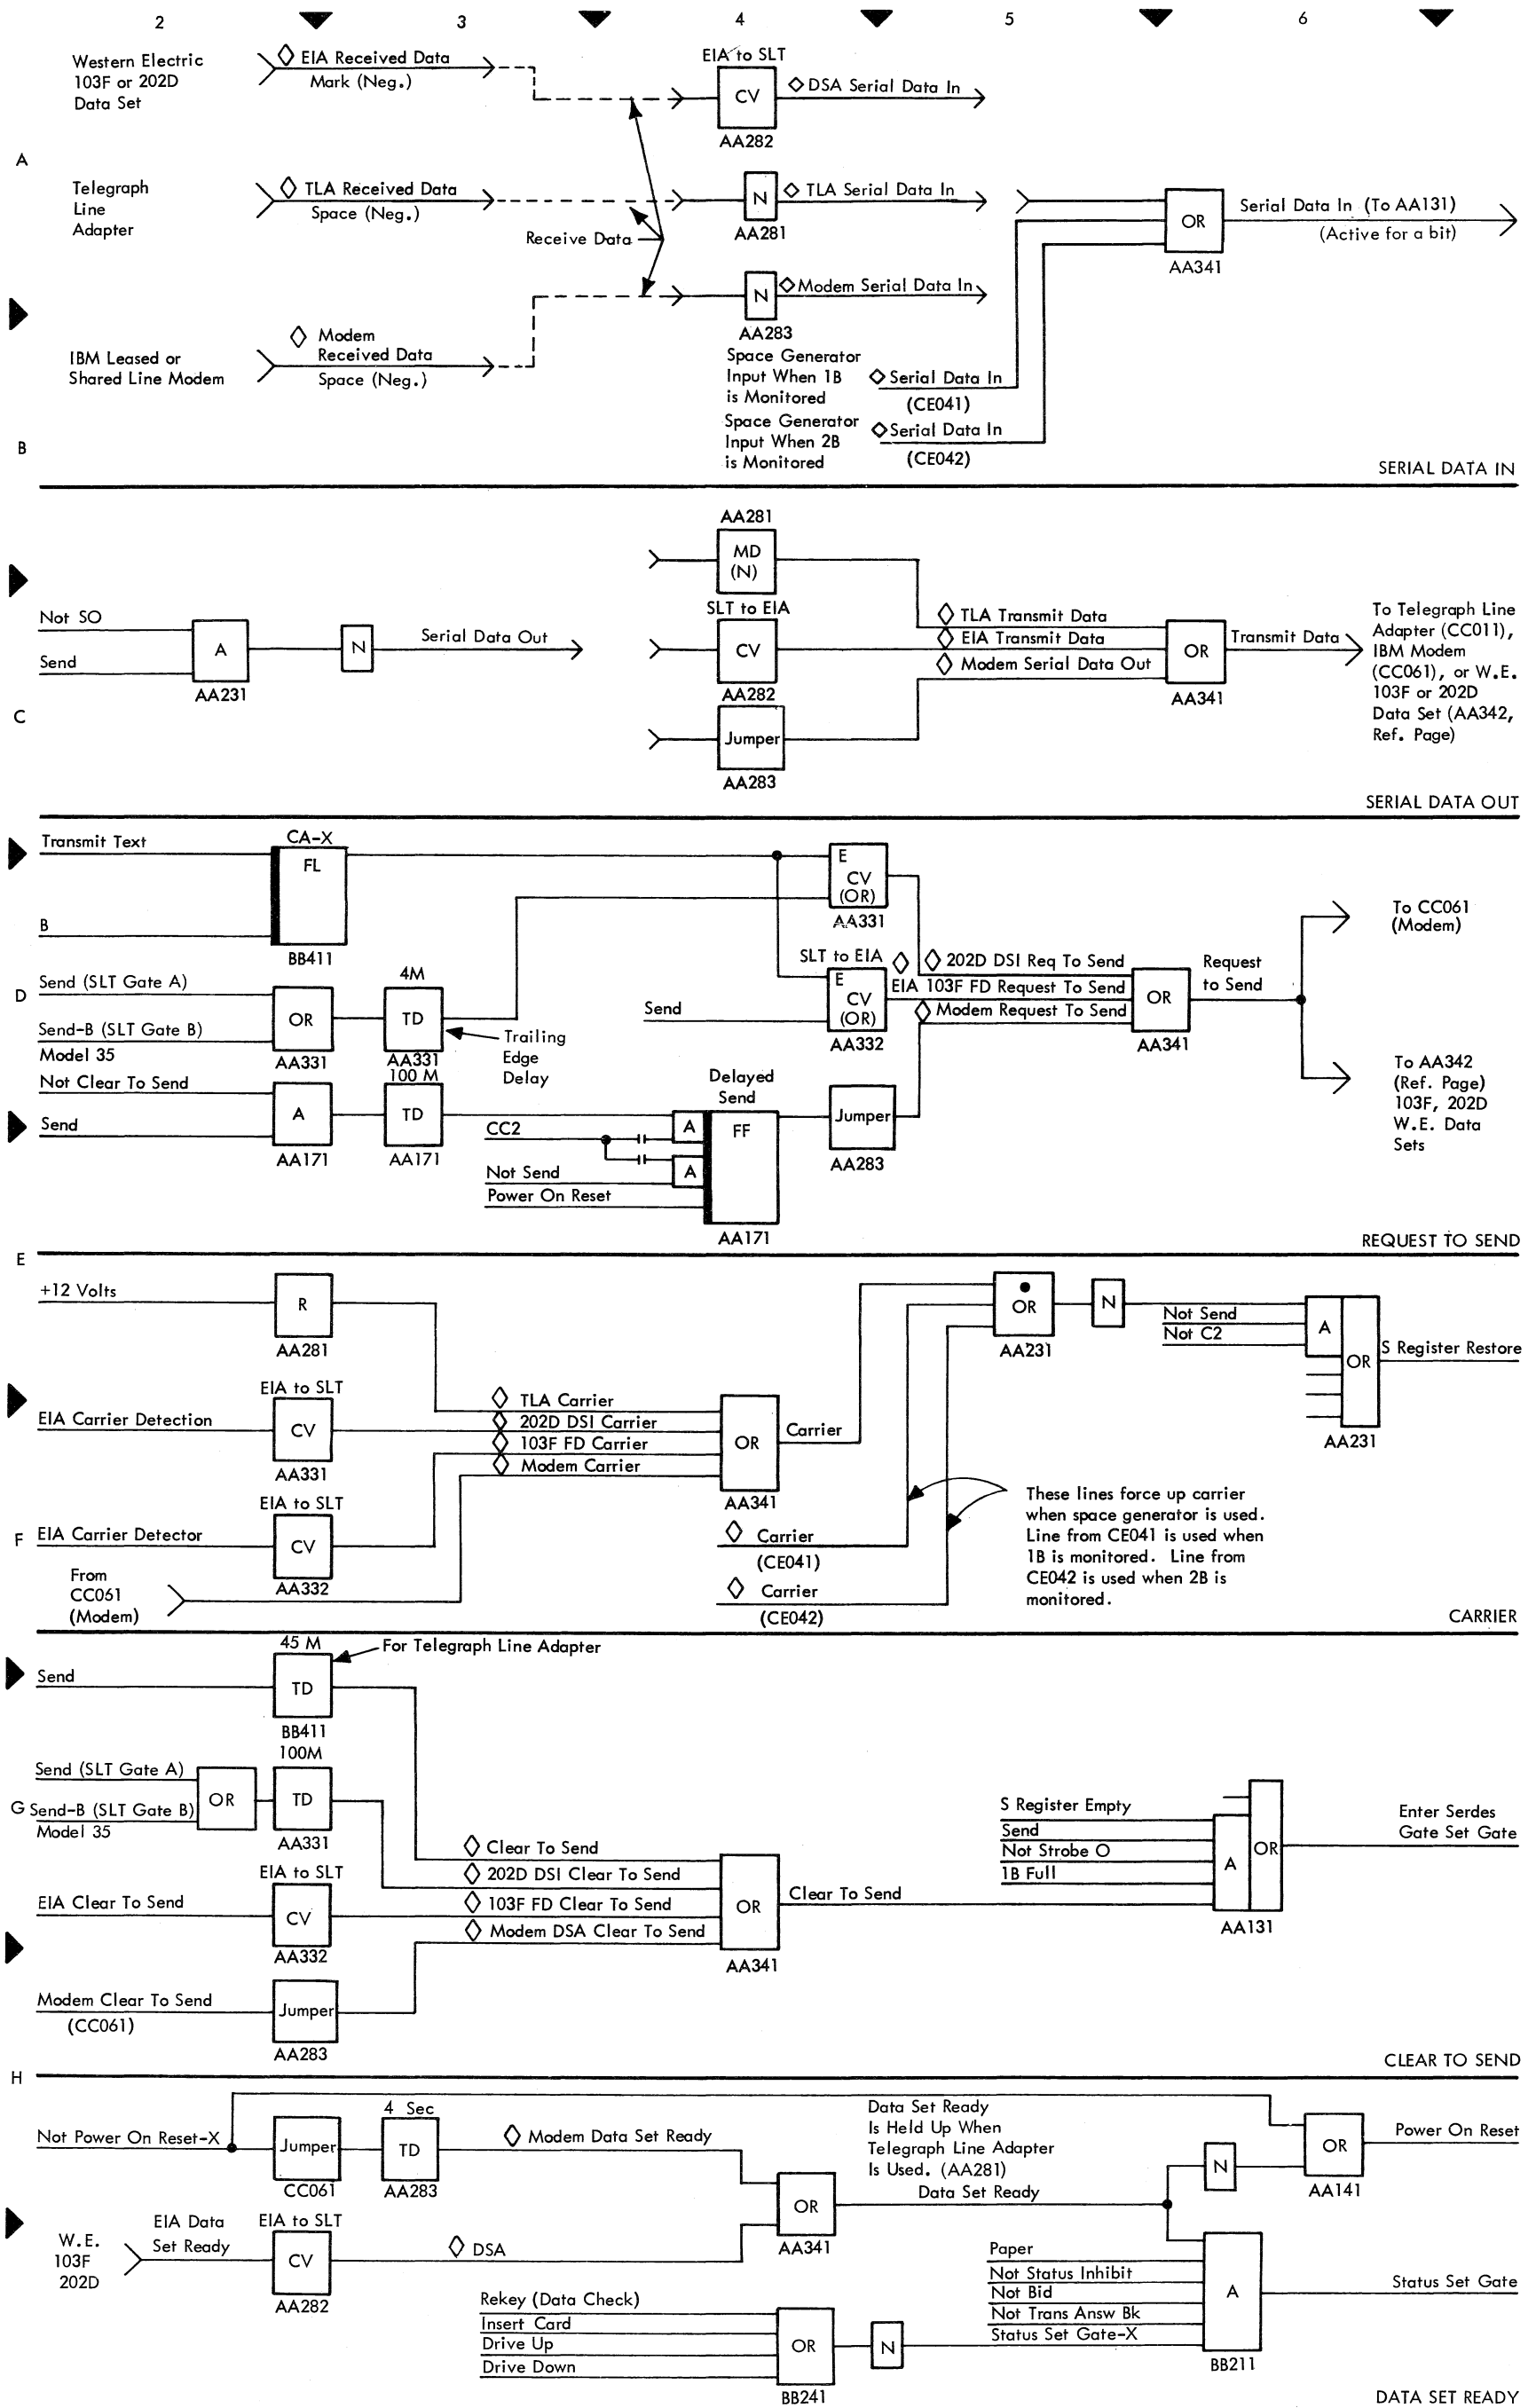 2 3 4 5 6
Western Electric
103F or 202D
Data Set
EIA Received Data
Mark (Neg.)
EIA to SLT
CV
AA282
DSA Serial Data In
A
Telegraph
Line
Adapter
TLA Received Data
Space (Neg.)
N
AA281
TLA Serial Data In
Receive Data
OR
AA341
Serial Data In (To AA131)
(Active for a bit)
N
AA283
Modem Serial Data In
IBM Leased or
Shared Line Modem
Modem
Received Data
Space (Neg.)
Space Generator
Input When 1B
is Monitored
Serial Data In
(CE041)
Space Generator
Input When 2B
is Monitored
Serial Data In
(CE042)
B
SERIAL DATA IN
AA281
MD
(N)
Not SO
Send
A
AA231
N
Serial Data Out
SLT to EIA
CV
AA282
Jumper
AA283
TLA Transmit Data
EIA Transmit Data
Modem Serial Data Out
OR
AA341
Transmit Data
To Telegraph Line
Adapter (CC011),
IBM Modem
(CC061), or W.E.
103F or 202D
Data Set (AA342,
Ref. Page)
C
SERIAL DATA OUT
Transmit Text
B
CA-X
FL
BB411
E
CV
(OR)
AA331
D
Send (SLT Gate A)
Send-B (SLT Gate B)
Model 35
OR
AA331
4M
TD
AA331
Trailing
Edge
Delay
Send
SLT to EIA
E
CV
(OR)
AA332
202D DSI Req To Send
EIA 103F FD Request To Send
Modem Request To Send
OR
AA341
Request
to Send
To CC061
(Modem)
To AA342
(Ref. Page)
103F, 202D
W.E. Data
Sets
Not Clear To Send
Send
A
AA171
100 M
TD
AA171
CC2
Not Send
Power On Reset
Delayed
Send
A
A
FF
AA171
Jumper
AA283
REQUEST TO SEND
E
+12 Volts
R
AA281
EIA Carrier Detection
EIA to SLT
CV
AA331
EIA Carrier Detector
EIA to SLT
CV
AA332
F
From
CC061
(Modem)
TLA Carrier
202D DSI Carrier
103F FD Carrier
Modem Carrier
OR
AA341
Carrier
Carrier
(CE041)
Carrier
(CE042)
OR
AA231
N
Not Send
Not C2
A
OR
AA231
S Register Restore
These lines force up carrier
when space generator is used.
Line from CE041 is used when
1B is monitored. Line from
CE042 is used when 2B is
monitored.
CARRIER
Send
45 M
TD
BB411
For Telegraph Line Adapter
G
Send (SLT Gate A)
Send-B (SLT Gate B)
Model 35
OR
100M
TD
AA331
EIA Clear To Send
EIA to SLT
CV
AA332
Modem Clear To Send
(CC061)
Jumper
AA283
Clear To Send
202D DSI Clear To Send
103F FD Clear To Send
Modem DSA Clear To Send
OR
AA341
Clear To Send
S Register Empty
Send
Not Strobe O
1B Full
A
OR
AA131
Enter Serdes
Gate Set Gate
CLEAR TO SEND
H
Not Power On Reset-X
Jumper
CC061
4 Sec
TD
AA283
Modem Data Set Ready
Data Set Ready
Is Held Up When
Telegraph Line Adapter
Is Used. (AA281)
OR
AA341
Data Set Ready
N
OR
AA141
Power On Reset
W.E.
103F
202D
EIA Data
Set Ready
EIA to SLT
CV
AA282
DSA
Rekey (Data Check)
Insert Card
Drive Up
Drive Down
OR
BB241
N
Paper
Not Status Inhibit
Not Bid
Not Trans Answ Bk
Status Set Gate-X
A
BB211
Status Set Gate
DATA SET READY